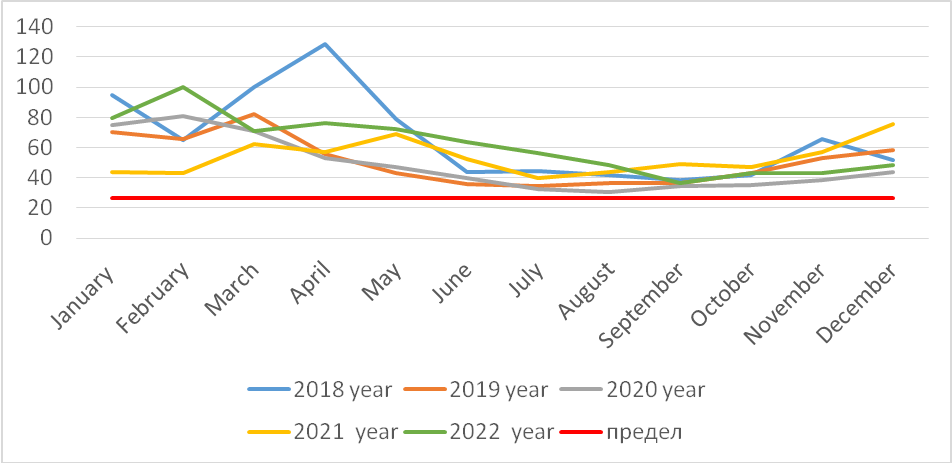 140
120
100
80
60
40
20
0
January
February
March
April
May
June
July
August
September
October
November
December
2018 year
2019 year
2020 year
2021 year
2022 year
предел